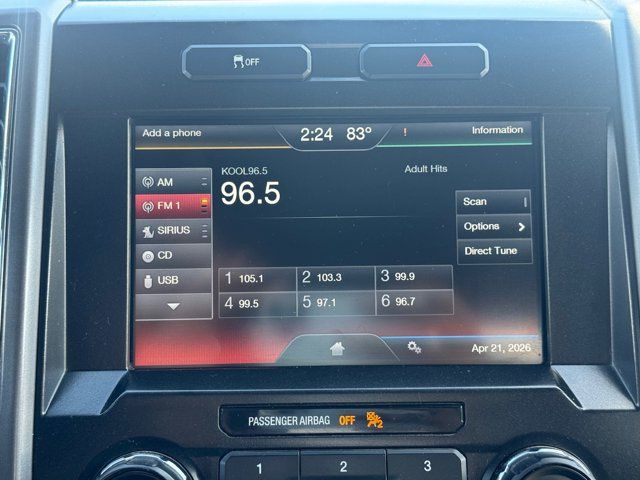 OFF
Add a phone
2:24 83° !
Information
KOOL96.5
Adult Hits
96.5
AM
FM 1
SIRIUS
CD
USB
Scan
Options
Direct Tune
1 105.1 2 103.3 3 99.9
4 99.5 5 97.1 6 96.7
Apr 21, 2026
PASSENGER AIRBAG OFF 2
1 2 3